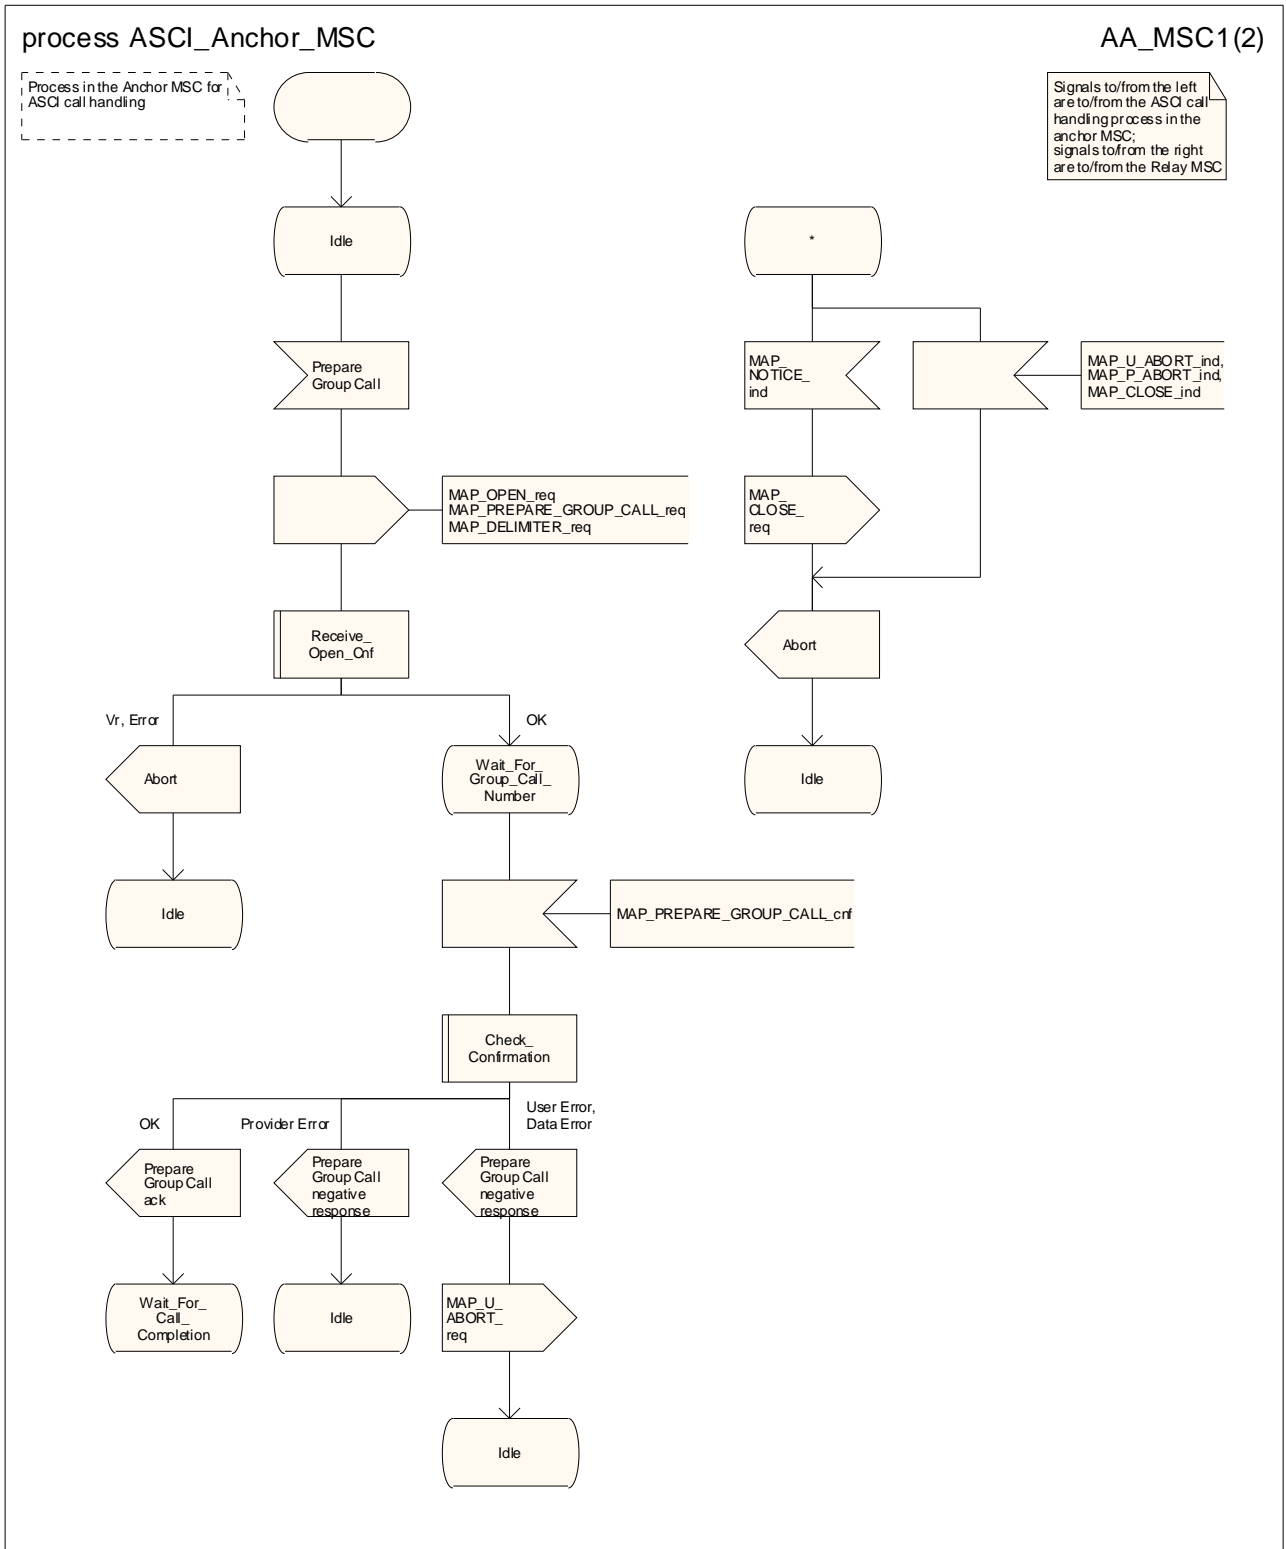 process ASCI_Anchor_MSC
AA_MSC1(2)
Process in the Anchor MSC for
ASCI call handling
Signals to/from the left
are to/from the ASCI call
handling process in the
anchor MSC;
signals to/from the right
are to/from the Relay MSC
Idle
*
Prepare
Group Call
MAP_
NOTICE_
ind
MAP_U_ABORT_ind,
MAP_P_ABORT_ind,
MAP_CLOSE_ind
MAP_OPEN_req
MAP_PREPARE_GROUP_CALL_req
MAP_DELIMITER_req
MAP_
CLOSE_
req
Receive_
Open_Cnf
Abort
Vr, Error
OK
Abort
Wait_For_
Group_Call_
Number
Idle
Idle
MAP_PREPARE_GROUP_CALL_cnf
Check_
Confirmation
OK
Provider Error
User Error,
Data Error
Prepare
Group Call
ack
Prepare
Group Call
negative
response
Prepare
Group Call
negative
response
Wait_For_
Call_
Completion
Idle
MAP_U_
ABORT_
req
Idle